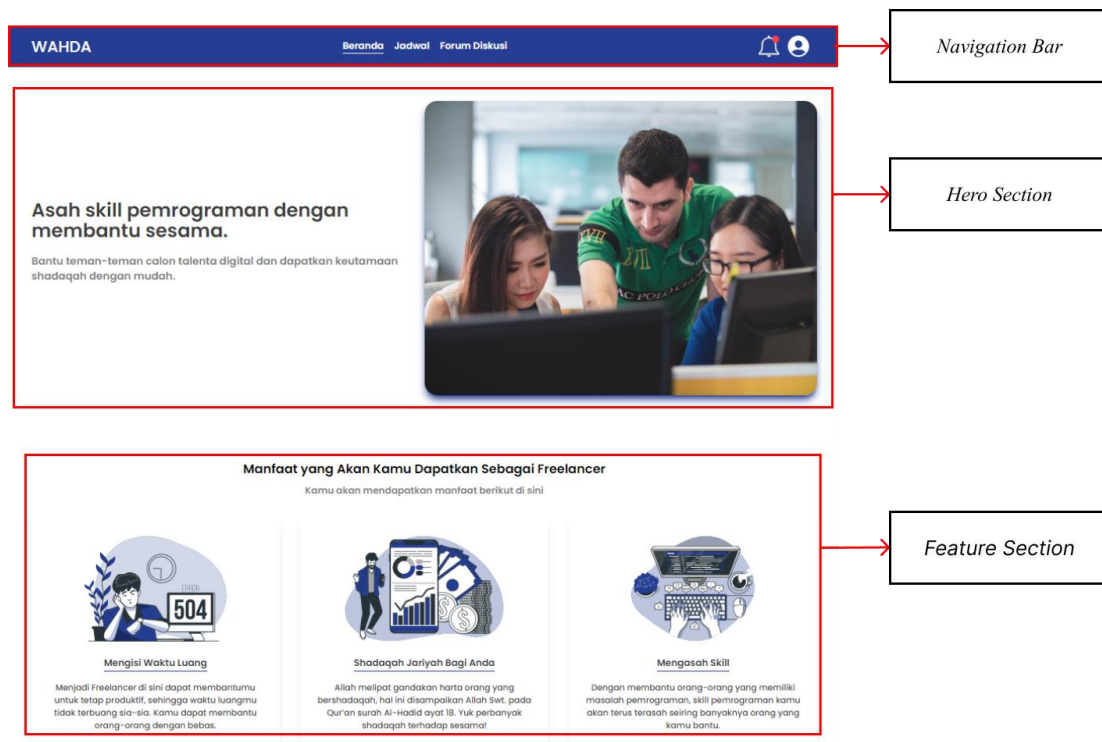 WAHDA
Beranda Jadwal Forum Diskusi
Navigation Bar
Hero Section
Asah skill pemrograman dengan
membantu sesama.
Bantu teman-teman calon talenta digital dan dapatkan keutamaan
shadaqah dengan mudah.
XVII
XVII
AC POLO
Manfaat yang Akan Kamu Dapatkan Sebagai Freelancer
Kamu akan mendapatkan manfaat berikut di sini
Feature Section
ERROR
504
Mengisi Waktu Luang
Menjadi Freelancer di sini dapat membantumu
untuk tetap produktif, sehingga waktu luangmu
tidak terbuang sia-sia. Kamu dapat membantu
orang-orang dengan bebas.
Shadaqah Jariyah Bagi Anda
Allah melipat gandakan harta orang yang
bershadaqah, hal ini disampaikan Allah Swt. pada
Qur'an surah Al-Hadid ayat 18. Yuk perbanyak
shadaqah terhadap sesama!
Mengasah Skill
Dengan membantu orang-orang yang memiliki
masalah pemrograman, skill pemrograman kamu
akan terus terasah seiring banyaknya orang yang
kamu bantu.